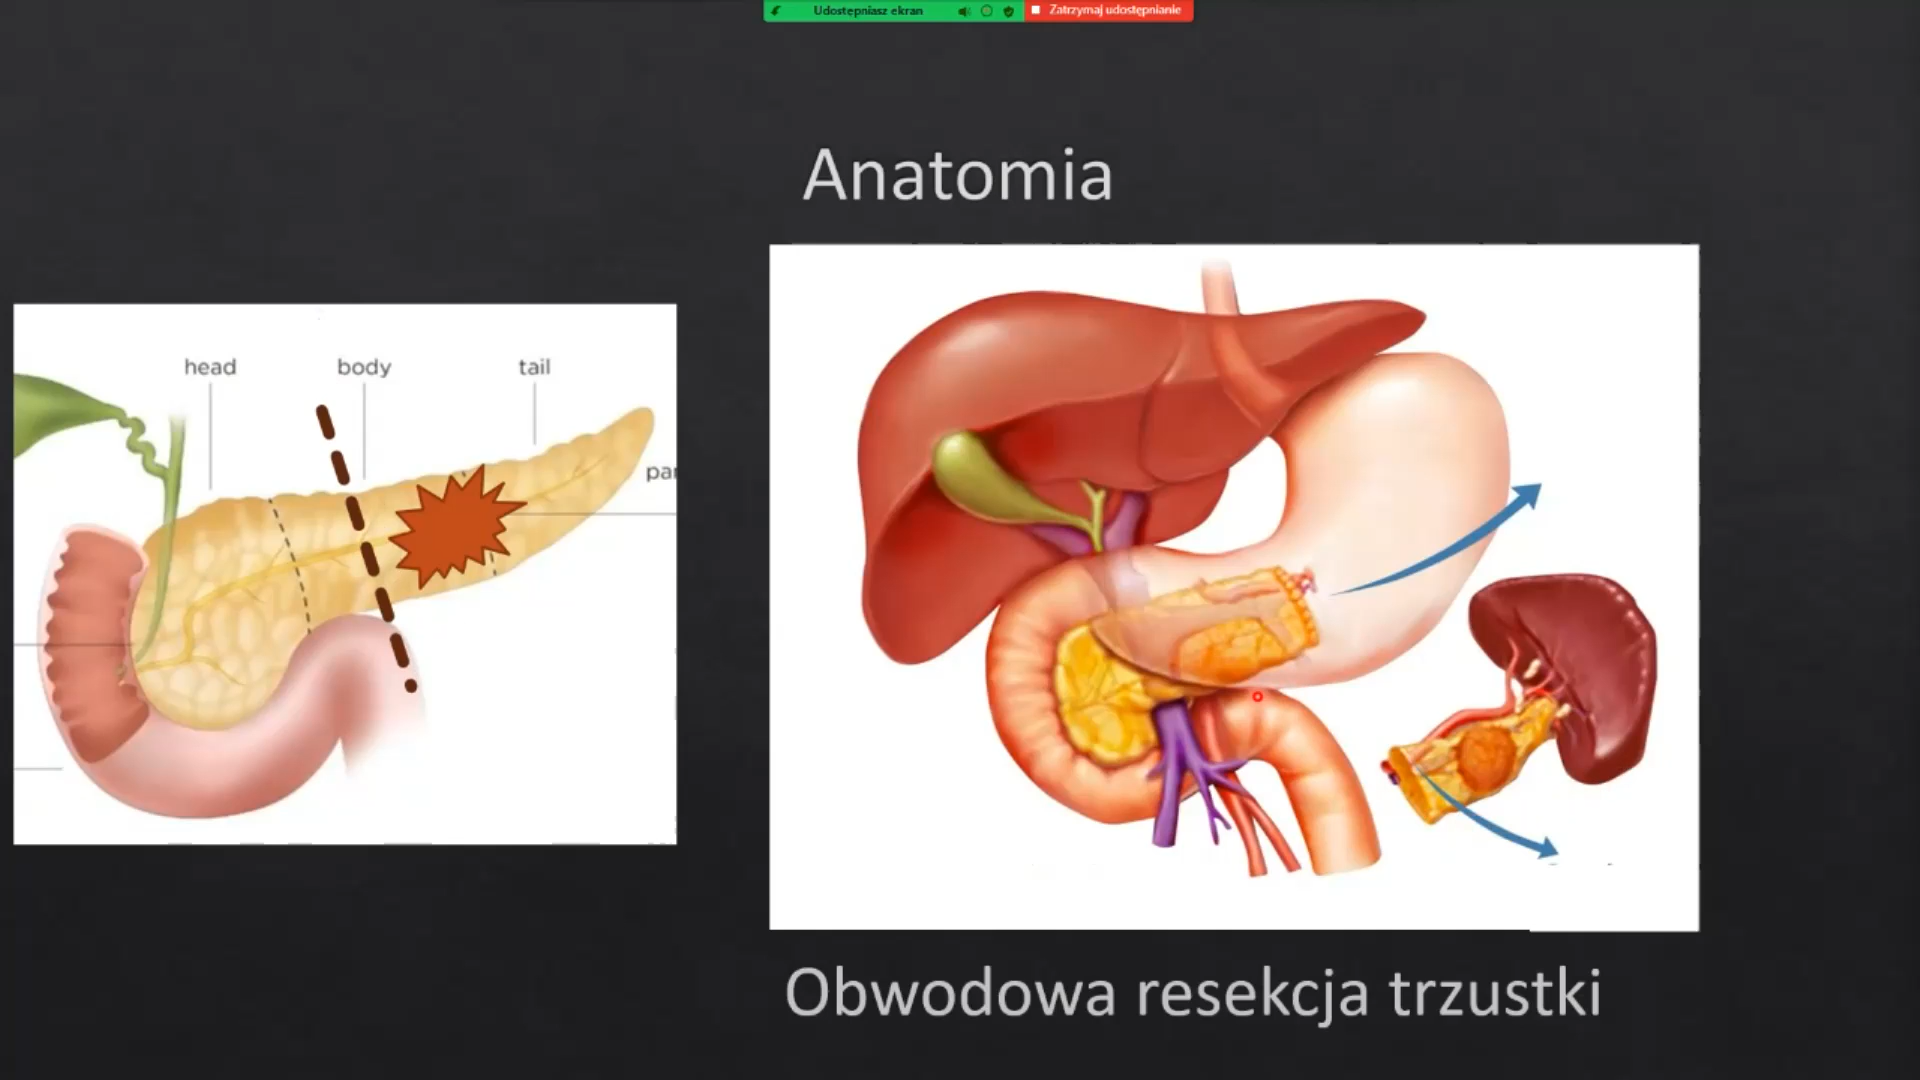 Udostępniasz ekran
Zatrzymaj udostępnianie
Anatomia
head body tail
Obwodowa resekcja trzustki